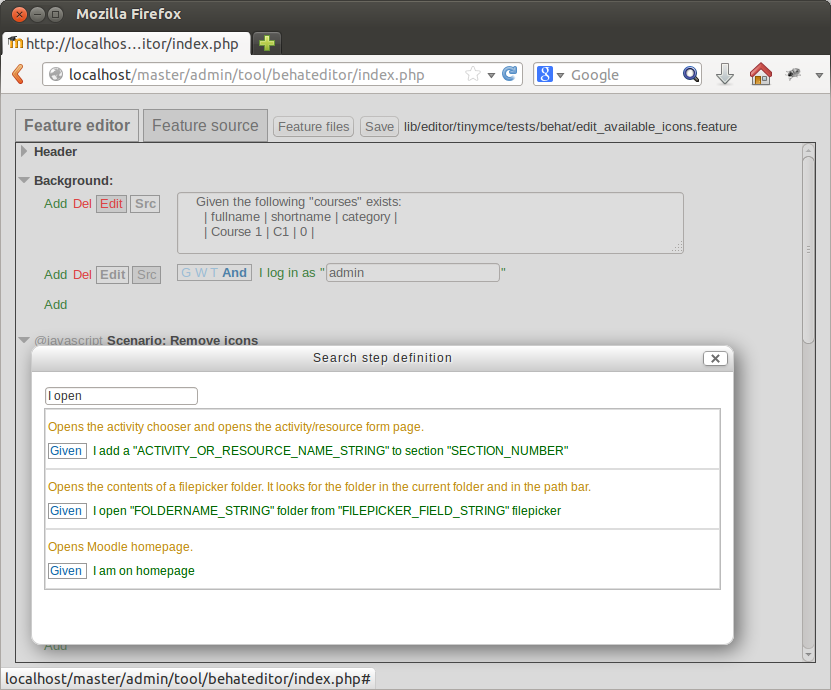 Mozilla Firefox
http://localhos...itor/index.php
localhost/master/admin/tool/behateditor/index.php
Google
Feature editor
Feature source
Feature files
Save
lib/editor/tinymce/tests/behat/edit_available_icons.feature
Header
Background:
Add Del Edit Src
Given the following "courses" exists:
| fullname | shortname | category |
| Course 1 | C1 | 0 |
Add Del Edit Src
G W T And I log in as "admin"
Add
@javascript Scenario: Remove icons
Search step definition
I open
Opens the activity chooser and opens the activity/resource form page.
Given I add a "ACTIVITY_OR_RESOURCE_NAME_STRING" to section "SECTION_NUMBER"
Opens the contents of a filepicker folder. It looks for the folder in the current folder and in the path bar.
Given I open "FOLDERNAME_STRING" folder from "FILEPICKER_FIELD_STRING" filepicker
Opens Moodle homepage.
Given I am on homepage
Add
localhost/master/admin/tool/behateditor/index.php#